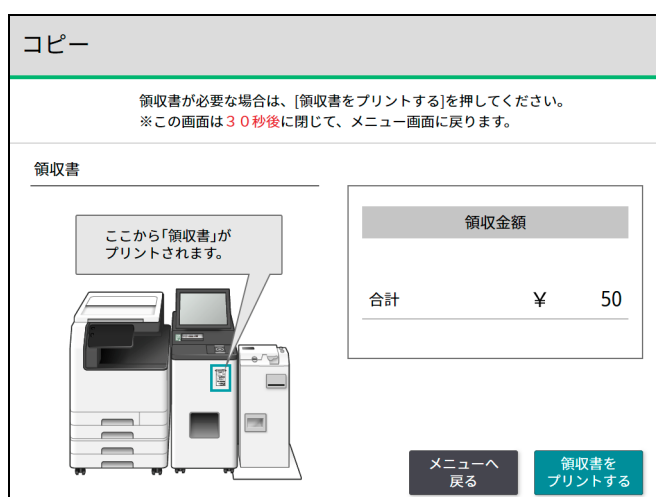 コピー
領収書が必要な場合は、[領収書をプリントする]を押してください。
※この画面は３０秒後に閉じて、メニュー画面に戻ります。
領収書
ここから「領収書」が
プリントされます。
領収金額
合計 ¥ 50
メニューへ
戻る
領収書を
プリントする